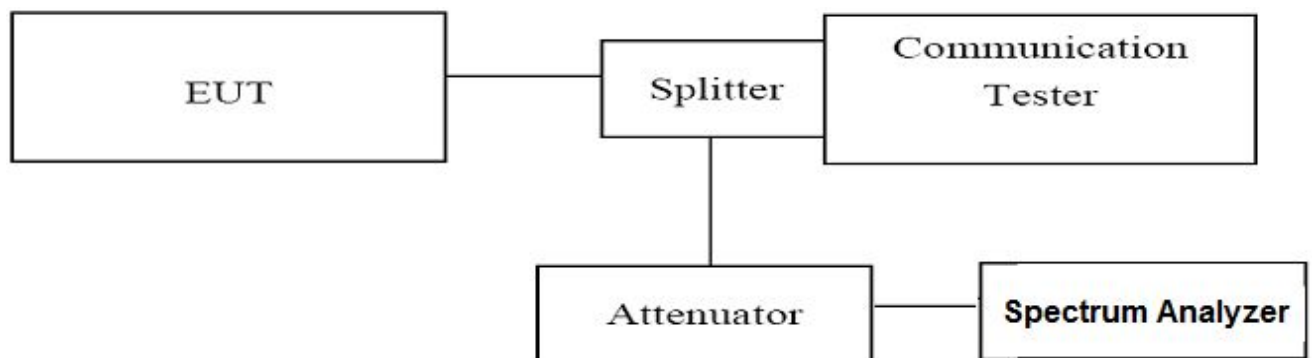 EUT
Splitter
Communication
Tester
Attenuator
Spectrum Analyzer